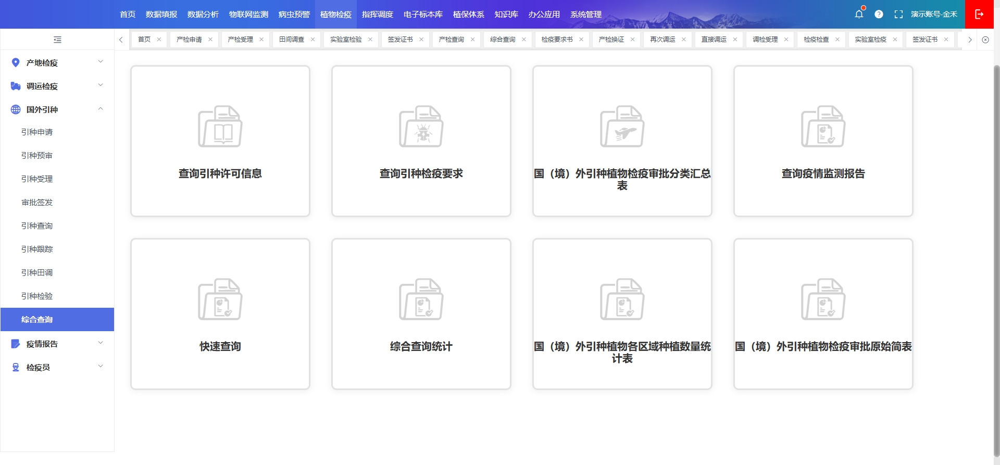 首页 数据填报 数据分析 物联网监测 病虫预警 植物检疫 指挥调度 电子标本库 植保体系 知识库 办公应用 系统管理 演示账号-金禾
首页 产检申请 产检受理 田间调查 实验室检验 签发证书 产检查询 综合查询 检疫要求书 产检换证 再次调运 直接调运 调检受理 检疫检查 实验室检疫 签发证书
产地检疫
调运检疫
国外引种
引种申请
引种预审
引种受理
审批签发
引种查询
引种跟踪
引种田调
引种检验
综合查询
疫情报告
检疫员
查询引种许可信息
查询引种检疫要求
国（境）外引种植物检疫审批分类汇总
表
查询疫情监测报告
快速查询
综合查询统计
国（境）外引种植物各区域种植数量统
计表
国（境）外引种植物检疫审批原始简表